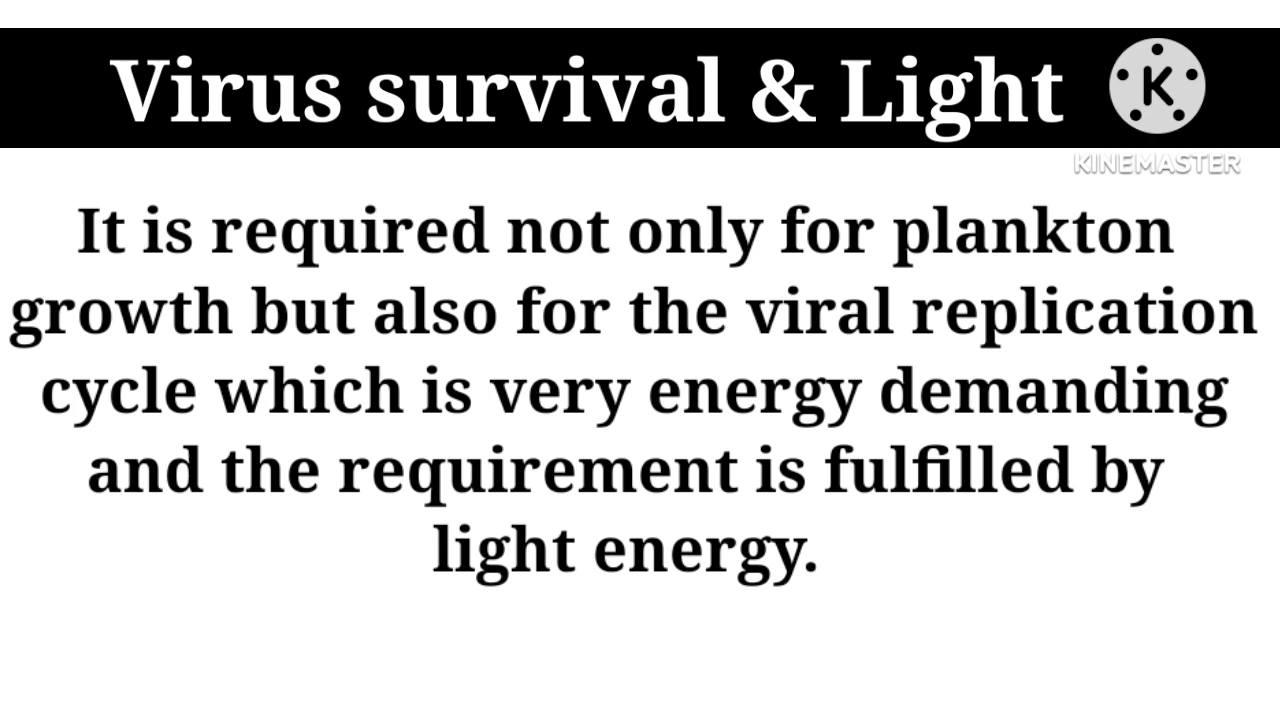 Virus survival & Light
K
KINEMASTER
It is required not only for plankton
growth but also for the viral replication
cycle which is very energy demanding
and the requirement is fulfilled by
light energy.